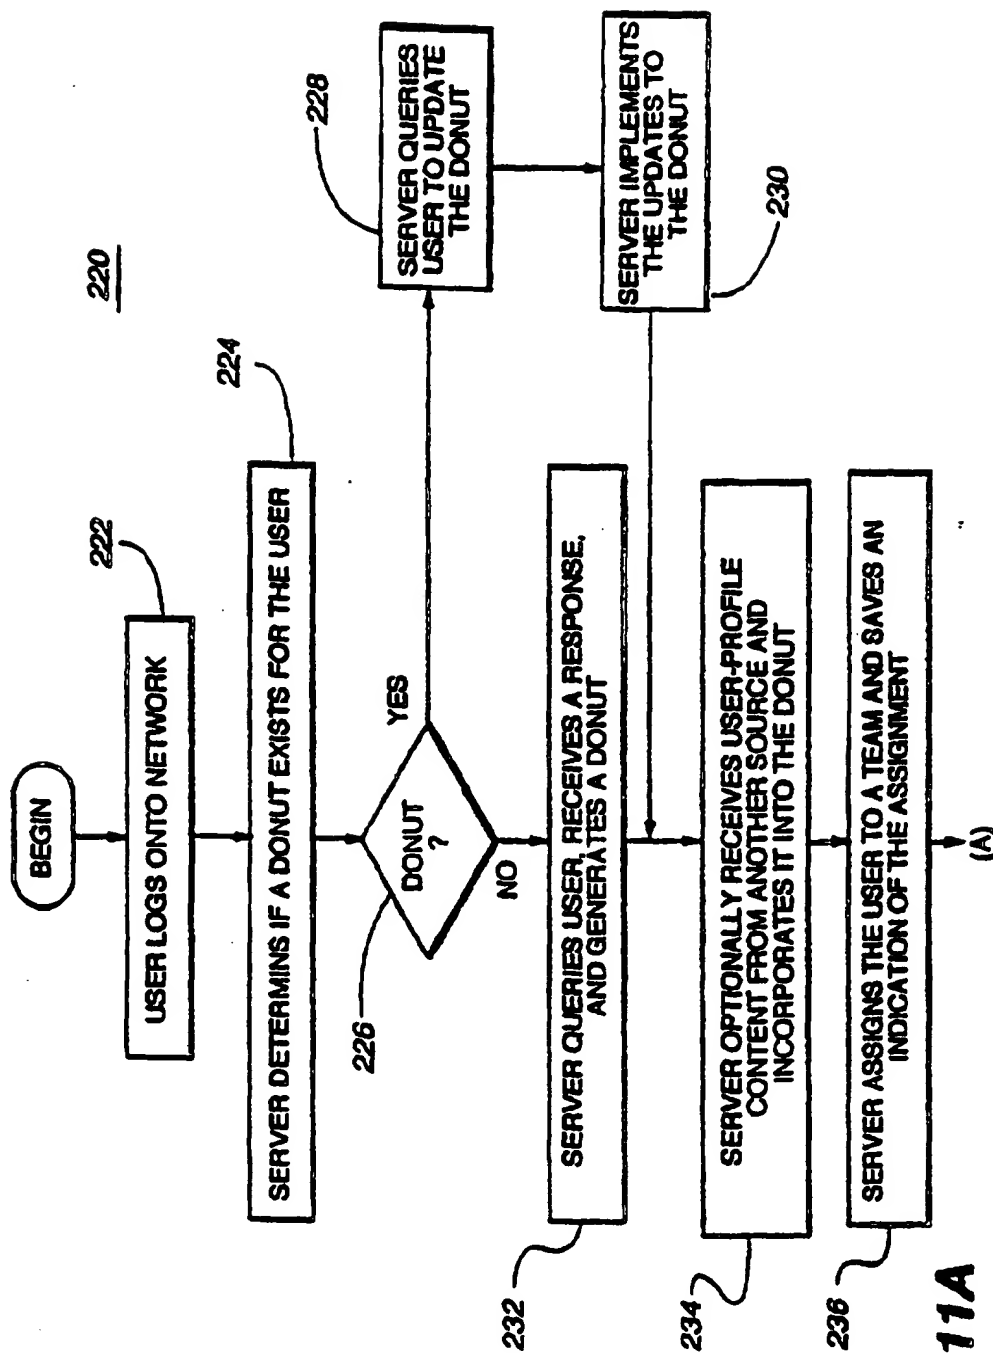 220
BEGIN
222
USER LOGS ONTO NETWORK
224
SERVER DETERMINS IF A DONUT EXISTS FOR THE USER
226
DONUT
?
YES
NO
228
SERVER QUERIES
USER TO UPDATE
THE DONUT
SERVER IMPLEMENTS
THE UPDATES TO
THE DONUT
230
232
SERVER QUERIES USER, RECEIVES A RESPONSE,
AND GENERATES A DONUT
234
SERVER OPTIONALLY RECEIVES USER-PROFILE
CONTENT FROM ANOTHER SOURCE AND
INCORPORATES IT INTO THE DONUT
236
SERVER ASSIGNS THE USER TO A TEAM AND SAVES AN
INDICATION OF THE ASSIGNMENT
(A)
11A